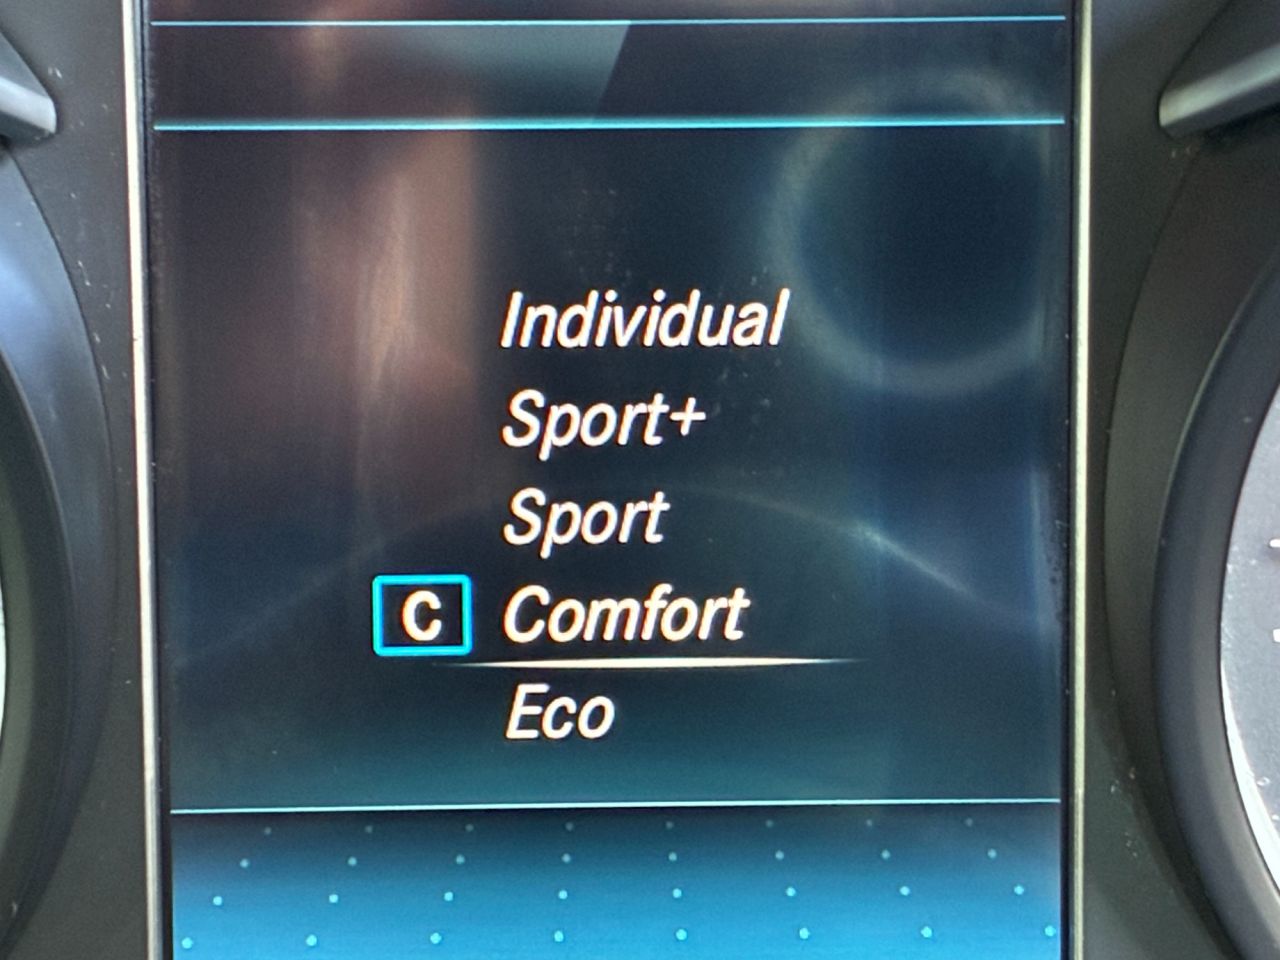 Individual
Sport+
Sport
C Comfort
Eco